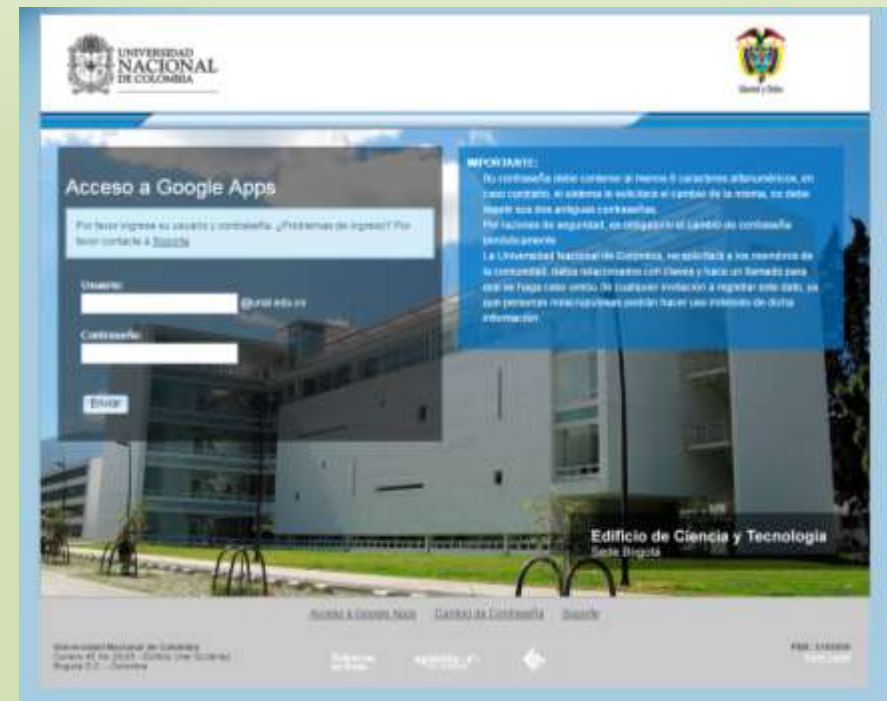 UNIVERSIDAD
NACIONAL
DE COLOMBIA
Libertad y Orden
Acceso a Google Apps
Por favor ingrese su usuario y contraseña. ¿Problemas de ingreso? Por
favor contacte a Soporte
Usuario:
@unal.edu.co
Contraseña:
Enviar
IMPORTANTE:
Su contraseña debe contener al menos 8 caracteres alfanuméricos, en
caso contrario, el sistema le solicitará el cambio de la misma, no debe
repetir sus dos antiguas contraseñas.
Por razones de seguridad, es obligatorio el cambio de contraseña
periódicamente
La Universidad Nacional de Colombia, no solicitará a los miembros de
la comunidad, datos relacionados con claves y hace un llamado para
que se haga caso omiso de cualquier invitación a registrar este dato, ya
que personas inescrupulosas podrán hacer uso indebido de dicha
información
Edificio de Ciencia y Tecnología
Sede Bogotá
Acceso a Google Apps Cambio de Contraseña Soporte
Universidad Nacional de Colombia
Bogotá D.C. - Colombia